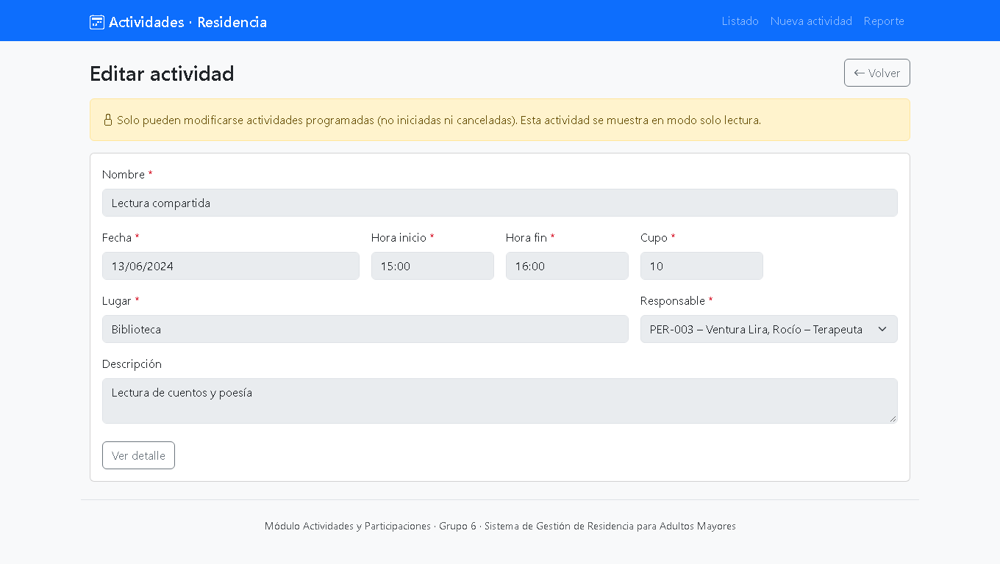 Actividades · Residencia
Listado
Nueva actividad
Reporte
Editar actividad
← Volver
Solo pueden modificarse actividades programadas (no iniciadas ni canceladas). Esta actividad se muestra en modo solo lectura.
Nombre *
Lectura compartida
Fecha *
Hora inicio *
Hora fin *
Cupo *
13/06/2024
15:00
16:00
10
Lugar *
Responsable *
Biblioteca
PER-003 – Ventura Lira, Rocío – Terapeuta
Descripción
Lectura de cuentos y poesía
Ver detalle
Módulo Actividades y Participaciones · Grupo 6 · Sistema de Gestión de Residencia para Adultos Mayores